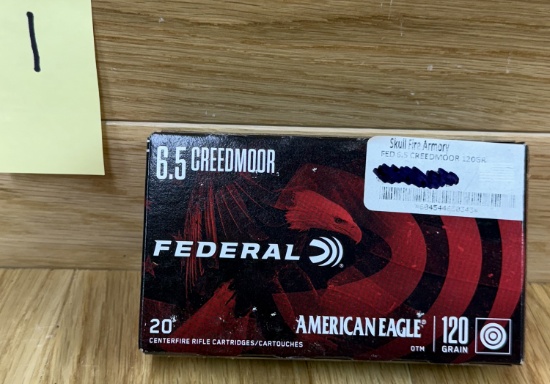 1
Skull Fire Armory
FED 6.5 CREEDMOOR 120GR
6.5 CREEDMOOR
FEDERAL
20
CENTERFIRE RIFLE CARTRIDGES/CARTOUCHES
AMERICAN EAGLE®
OTM
120
GRAIN